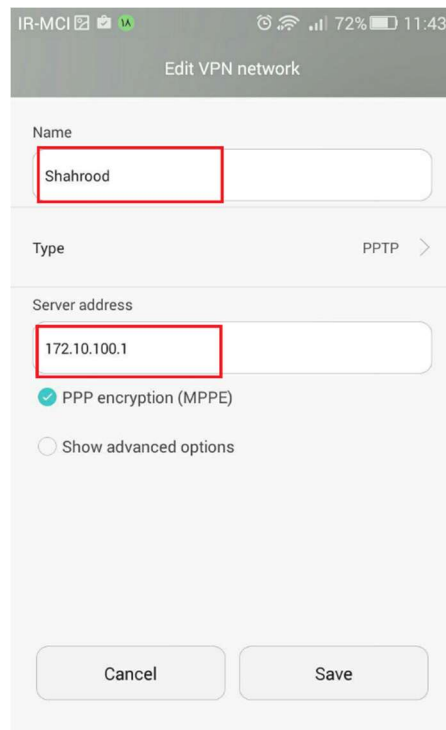 IR-MCI ۱۸ 72% 11:43
Edit VPN network
Name
Shahrood
Type PPTP
Server address
172.10.100.1
PPP encryption (MPPE)
Show advanced options
Cancel Save